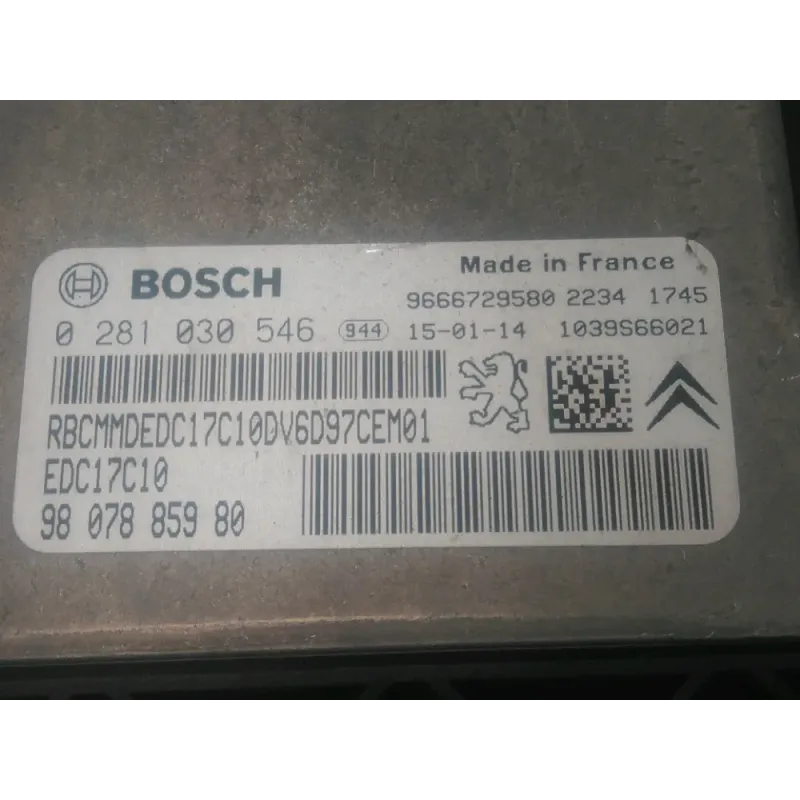 BOSCH
Made in France
9666729580 2234 1745
0 281 030 546 944 15-01-14 1039S66021
RBCMMDEDC17C10DV6D97CEM01
EDC17C10
98 078 859 80